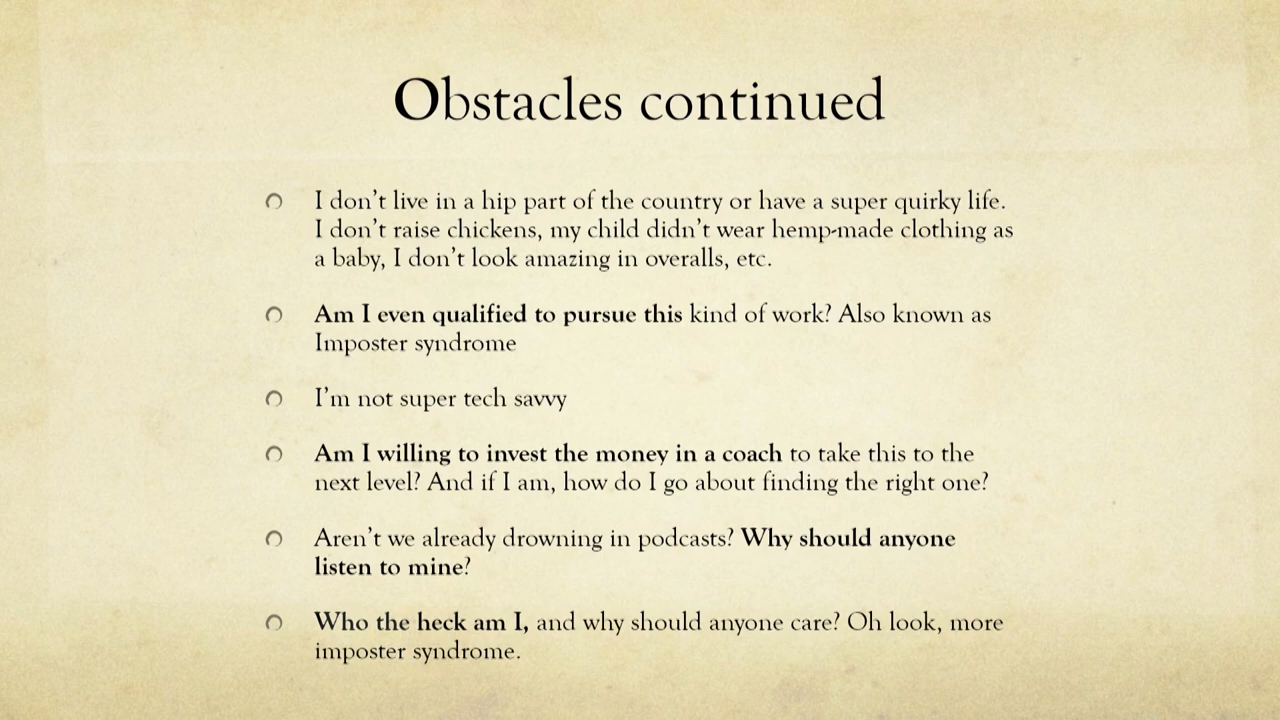 Obstacles continued
I don't live in a hip part of the country or have a super quirky life.
I don't raise chickens, my child didn't wear hemp-made clothing as
a baby, I don't look amazing in overalls, etc.
Am I even qualified to pursue this kind of work? Also known as
Imposter syndrome
I'm not super tech savvy
Am I willing to invest the money in a coach to take this to the
next level? And if I am, how do I go about finding the right one?
Aren't we already drowning in podcasts? Why should anyone
listen to mine?
Who the heck am I, and why should anyone care? Oh look, more
imposter syndrome.